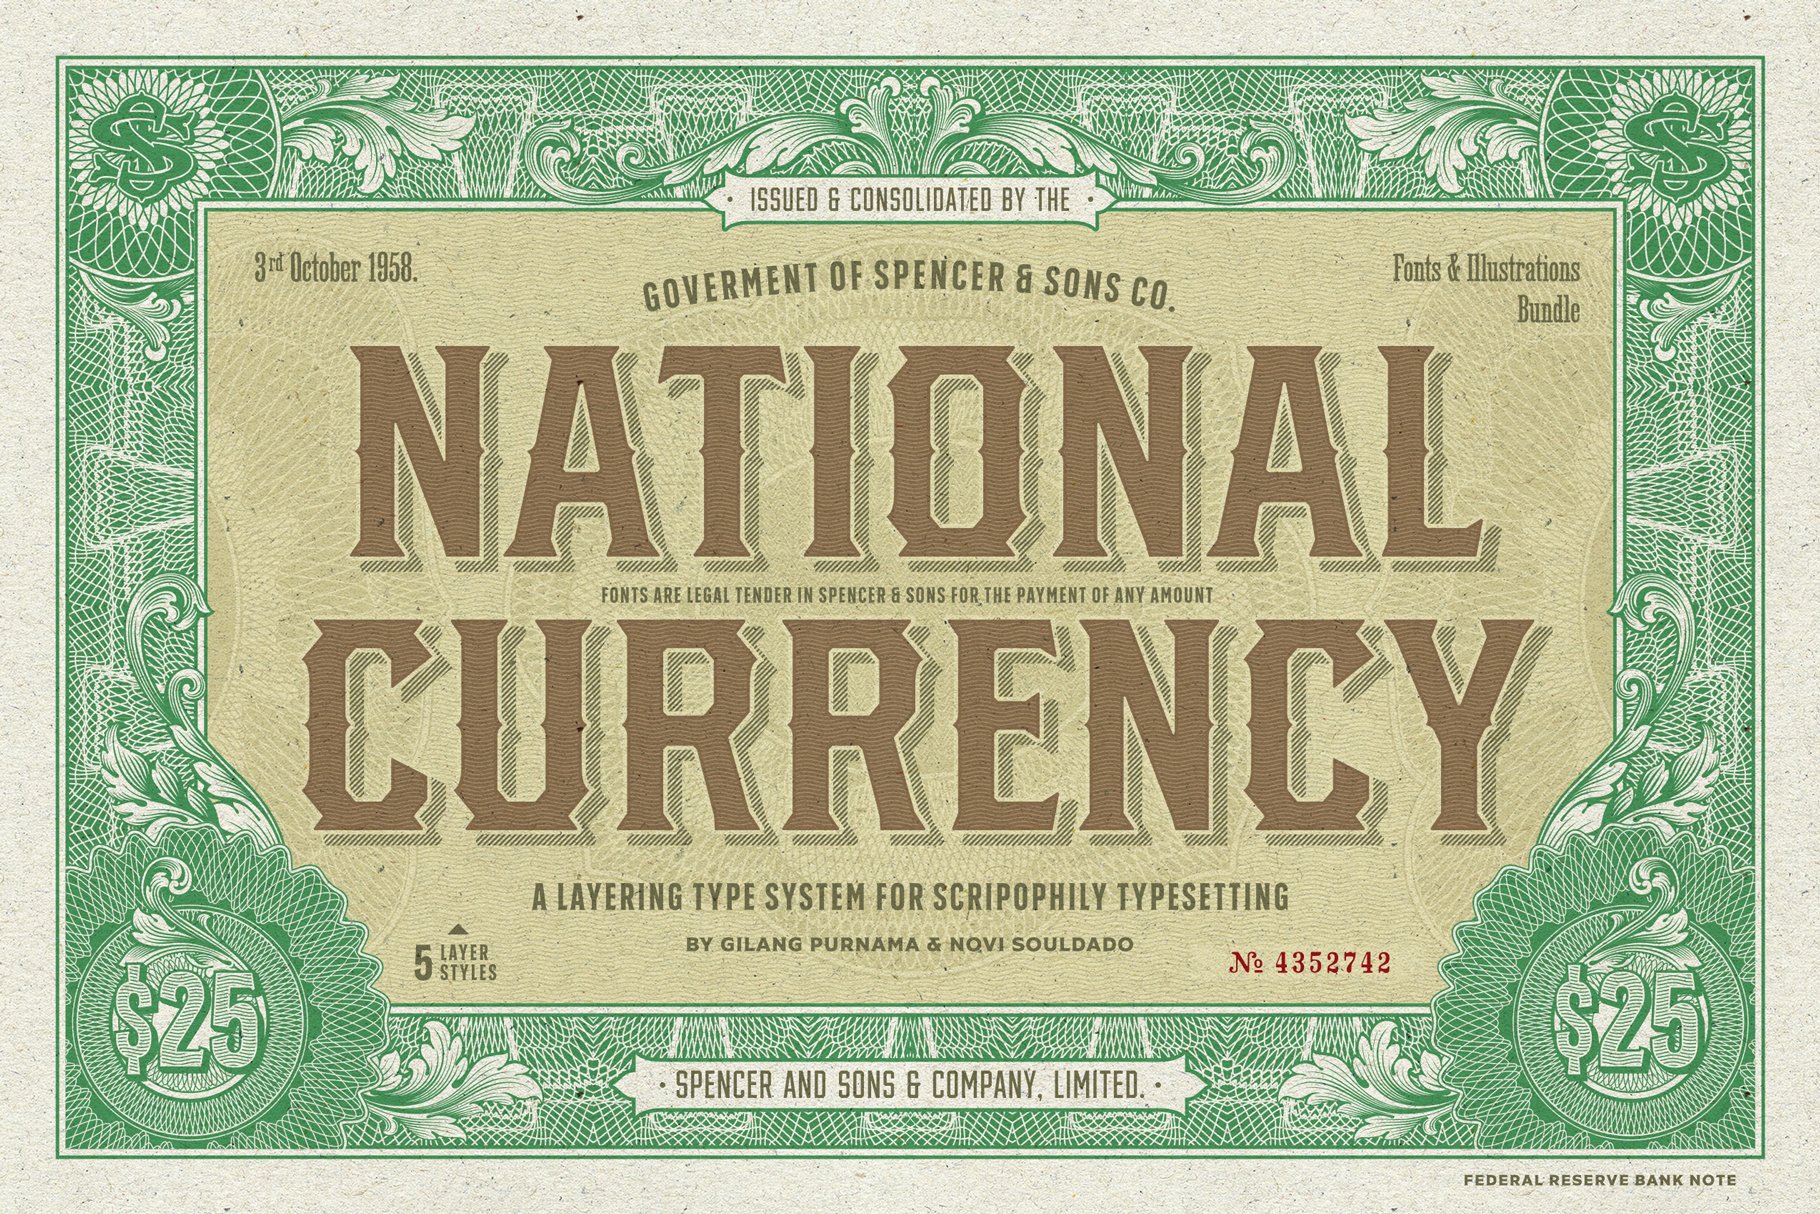 ISSUED & CONSOLIDATED BY THE
3rd October 1958.
Fonts & Illustrations
Bundle
GOVERMENT OF SPENCER & SONS CO.
NATIONAL
FONTS ARE LEGAL TENDER IN SPENCER & SONS FOR THE PAYMENT OF ANY AMOUNT
CURRENCY
A LAYERING TYPE SYSTEM FOR SCRIPOPHILY TYPESETTING
BY GILANG PURNAMA & NOVI SOULDADO
5 LAYER
STYLES
№ 4352742
$25
$25
· SPENCER AND SONS & COMPANY, LIMITED. ·
FEDERAL RESERVE BANK NOTE